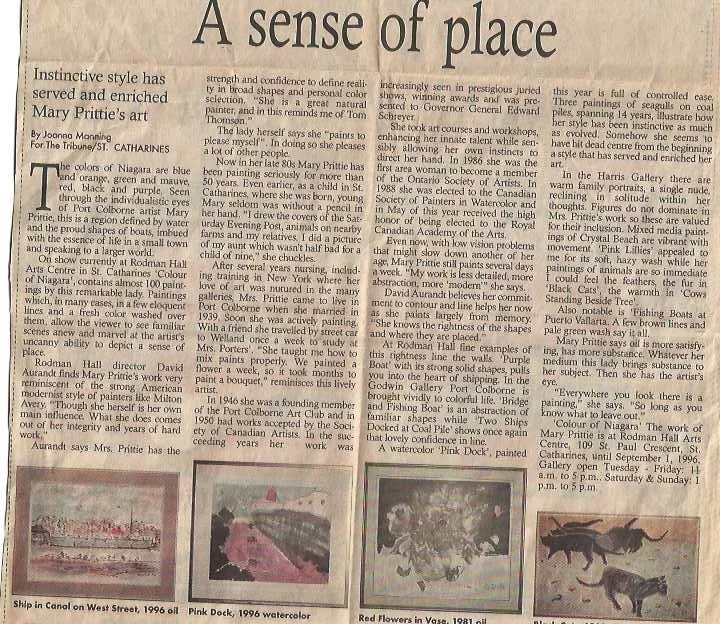 A sense of place
Instinctive style has
served and enriched
Mary Prittie's art
By Joanna Manning
For The Tribune/ST. CATHARINES
The colors of Niagara are blue
and orange, green and mauve,
red, black and purple. Seen
through the individualistic eyes
of Port Colborne artist Mary
Prittie, this is a region defined by water
and the proud shapes of boats, imbued
with the essence of life in a small town
and speaking to a larger world.
On show currently at Rodman Hall
Arts Centre in St. Catharines 'Colour
of Niagara', contains almost 100 paint-
ings by this remarkable lady. Paintings
which, in many cases, in a few eloquent
lines and a fresh color washed over
them, allow the viewer to see familiar
scenes anew and marvel at the artist's
uncanny ability to depict a sense of
place.
Rodman Hall director David
Aurandt finds Mary Prittie's work very
reminiscent of the strong American
modernist style of painters like Milton
Avery. "Though she herself is her own
main influence. What she does comes
out of her integrity and years of hard
work."
Aurandt says Mrs. Prittie has the
strength and confidence to define reali-
ty in broad shapes and personal color
selection. "She is a great natural
painter, and in this reminds me of Tom
Thomson."
The lady herself says she "paints to
please myself". In doing so she pleases
a lot of other people.
Now in her late 80s Mary Prittie has
been painting seriously for more than
50 years. Even earlier, as a child in St.
Catharines, where she was born, young
Mary seldom was without a pencil in
her hand. "I drew the covers of the Sat-
urday Evening Post, animals on nearby
farms and my relatives. I did a picture
of my aunt which wasn't half bad for a
child of nine," she chuckles.
After several years nursing, includ-
ing training in New York where her
love of art was nutured in the many
galleries, Mrs. Prittie came to live in
Port Colborne when she married in
1939. Soon she was actively painting.
With a friend she travelled by street car
to Welland once a week to study at
Mrs. Porters'. "She taught me how to
mix paints properly. We painted a
flower a week, so it took months to
paint a bouquet," reminisces this lively
artist.
In 1946 she was a founding member
of the Port Colborne Art Club and in
1950 had works accepted by the Soci-
ety of Canadian Artists. In the suc-
ceeding years her work was
increasingly seen in prestigious juried
shows, winning awards and was pre-
sented to Governor General Edward
Schreyer.
She took art courses and workshops,
enhancing her innate talent while sen-
sibly allowing her own instincts to
direct her hand. In 1986 she was the
first area woman to become a member
of the Ontario Society of Artists. In
1988 she was elected to the Canadian
Society of Painters in Watercolor and
in May of this year received the high
honor of being elected to the Royal
Canadian Academy of the Arts.
Even now, with low vision problems
that might slow down another of her
age, Mary Prittie still paints several days
a week. "My work is less detailed, more
abstraction, more 'modern'" she says.
David Aurandt believes her commit-
ment to contour and line helps her now
as she paints largely from memory.
"She knows the rightness of the shapes
and where they are placed."
At Rodman Hall fine examples of
this rightness line the walls. 'Purple
Boat' with its strong solid shapes, pulls
you into the heart of shipping. In the
Godwin Gallery Port Colborne is
brought vividly to colorful life. 'Bridge
and Fishing Boat' is an abstraction of
familiar shapes while 'Two Ships
Docked at Coal Pile' shows once again
that lovely confidence in line.
A watercolor 'Pink Dock', painted
this year is full of controlled ease.
Three paintings of seagulls on coal
piles, spanning 14 years, illustrate how
her style has been instinctive as much
as evolved. Somehow she seems to
have hit dead centre from the beginning
a style that has served and enriched her
art.
In the Harris Gallery there are
warm family portraits, a single nude,
reclining in solitude within her
thoughts. Figures do not dominate in
Mrs. Prittie's work so these are valued
for their inclusion. Mixed media paint-
ings of Crystal Beach are vibrant with
movement. 'Pink Lillies' appealed to
me for its soft, hazy wash while her
paintings of animals are so immediate
I could feel the feathers, the fur in
'Black Cats', the warmth in 'Cows
Standing Beside Tree'.
Also notable is 'Fishing Boats at
Puerto Vallarta. A few brown lines and
pale green wash say it all.
Mary Prittie says oil is more satisfy-
ing, has more substance. Whatever her
medium this lady brings substance to
her subject. Then she has the artist's
eye.
"Everywhere you look there is a
painting," she says. "So long as you
know what to leave out."
'Colour of Niagara' The work of
Mary Prittie is at Rodman Hall Arts
Centre, 109 St. Paul Crescent, St.
Catharines, until September 1, 1996.
Gallery open Tuesday - Friday: 11
a.m. to 5 p.m.. Saturday & Sunday: 1
p.m. to 5 p.m.
Ship in Canal on West Street, 1996 oil
Pink Dock, 1996 watercolor
Red Flowers in Vase, 1981 oil